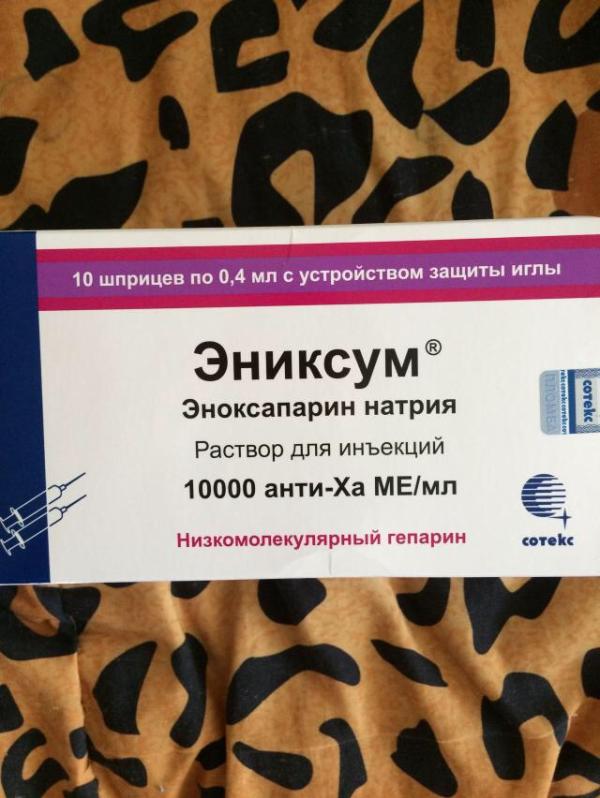 10 шприцев по 0,4 мл с устройством защиты иглы
Эниксум®
Эноксапарин натрия
Раствор для инъекций
10000 анти-Ха МЕ/мл
Низкомолекулярный гепарин
сотекс
ПЛОМБА
сотекс